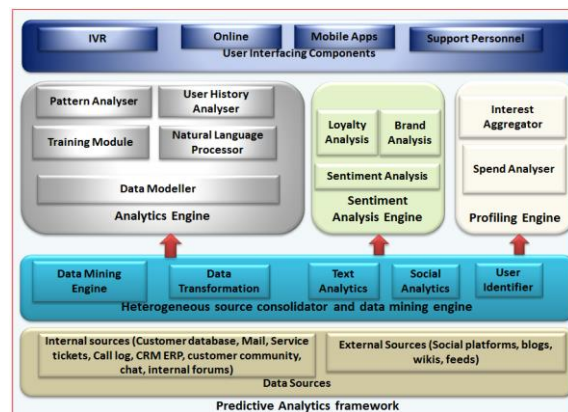 IVR
Online
Mobile Apps
Support Personnel
User Interfacing Components
Pattern Analyser
User History
Analyser
Training Module
Natural Language
Processor
Data Modeller
Analytics Engine
Loyalty
Analysis
Brand
Analysis
Sentiment Analysis
Sentiment
Analysis Engine
Interest
Aggregator
Spend Analyser
Profiling Engine
Data Mining
Engine
Data
Transformation
Text
Analytics
Social
Analytics
User
Identifier
Heterogeneous source consolidator and data mining engine
Internal sources (Customer database, Mail, Service
tickets, Call log, CRM ERP, customer community,
chat, internal forums)
External Sources (Social platforms, blogs,
wikis, feeds)
Data Sources
Predictive Analytics framework